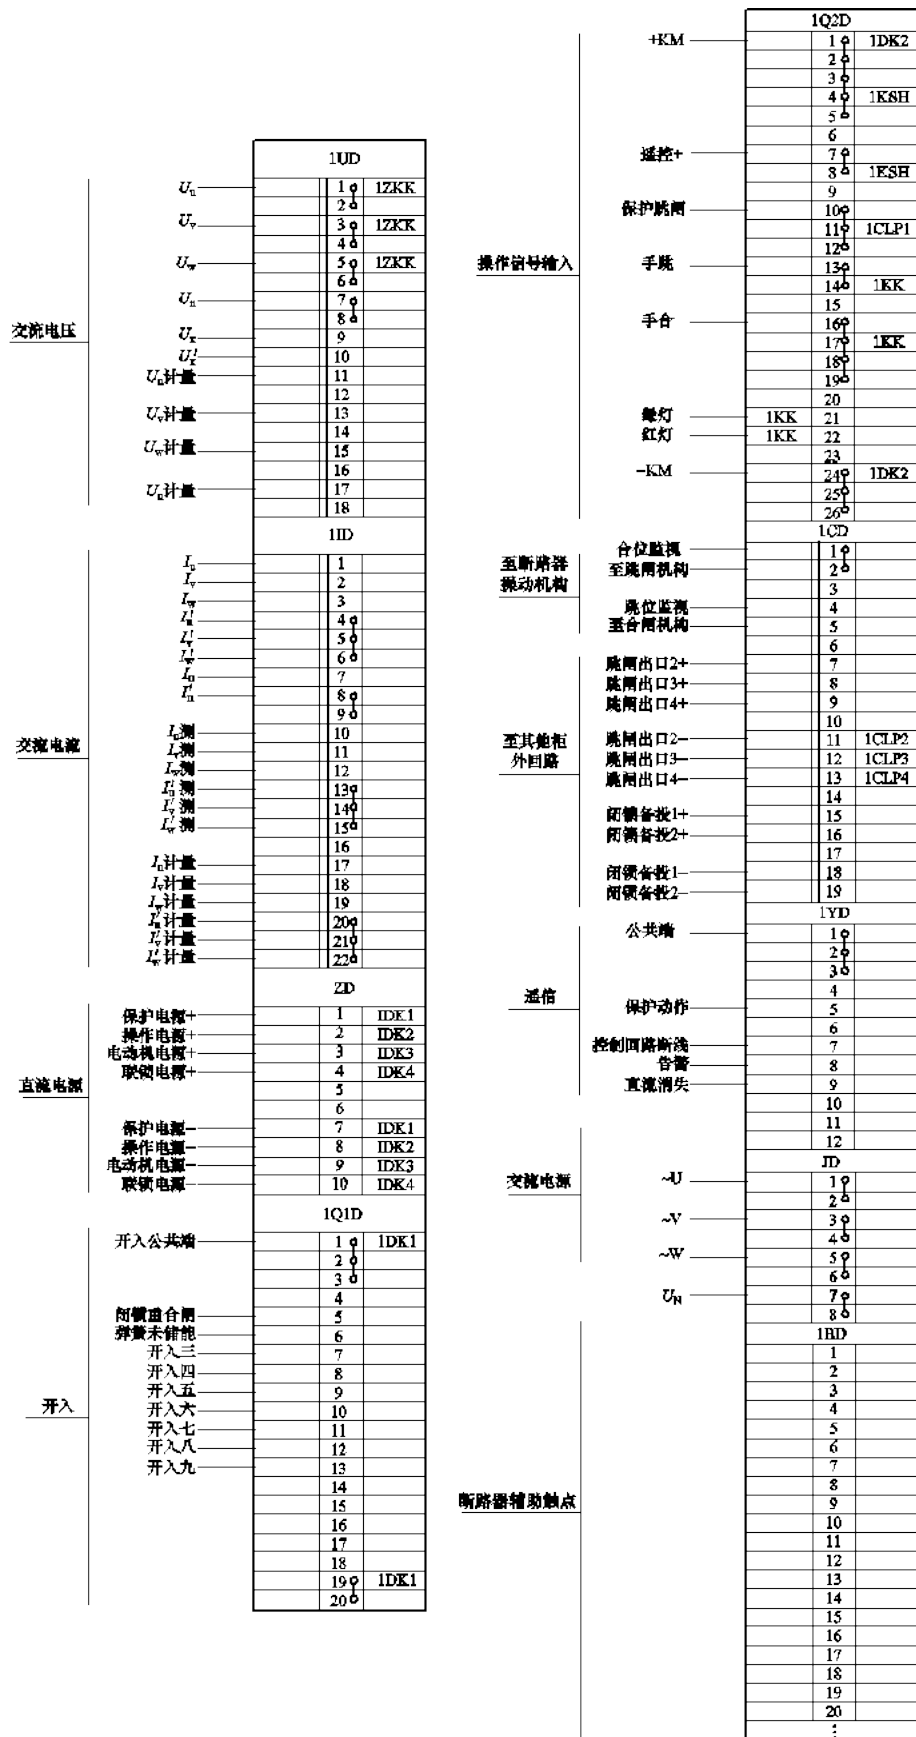 1UD
交流电压
Uu 1 1ZKK
2
Uv 3 1ZKK
4
Uw 5 1ZKK
6
Un 7
8
Ux 9
U'x 10
Uu计量 11
12
Uv计量 13
14
Uw计量 15
16
Un计量 17
18
1ID
交流电流
Iu 1
Iv 2
Iw 3
I'u 4
I'v 5
I'w 6
In 7
I'n 8
9
Iu测 10
Iv测 11
Iw测 12
I'u测 13
I'v测 14
I'w测 15
16
Iu计量 17
Iv计量 18
Iw计量 19
I'u计量 20
I'v计量 21
I'w计量 22
ZD
直流电源
保护电源+ 1 IDK1
操作电源+ 2 IDK2
电动机电源+ 3 IDK3
联锁电源+ 4 IDK4
5
6
保护电源− 7 IDK1
操作电源− 8 IDK2
电动机电源− 9 IDK3
联锁电源− 10 IDK4
1Q1D
开入
开入公共端 1 1DK1
2
3
4
闭锁重合闸 5
弹簧未储能 6
开入三 7
开入四 8
开入五 9
开入六 10
开入七 11
开入八 12
开入九 13
14
15
16
17
18
19 1DK1
20
1Q2D
操作信号输入
+KM 1 1DK2
2
3
4 1KSH
5
6
遥控+ 7
8 1KSH
9
保护跳闸 10
11 1CLP1
12
手跳 13
14 1KK
15
手合 16
17 1KK
18
19
20
绿灯 1KK 21
红灯 1KK 22
23
−KM 24 1DK2
25
26
1CD
至断路器
操动机构
合位监视 1
至跳闸机构 2
3
跳位监视 4
至合闸机构 5
6
至其他柜
外回路
跳闸出口2+ 7
跳闸出口3+ 8
跳闸出口4+ 9
10
跳闸出口2− 11 1CLP2
跳闸出口3− 12 1CLP3
跳闸出口4− 13 1CLP4
14
闭锁备投1+ 15
闭锁备投2+ 16
17
闭锁备投1− 18
闭锁备投2− 19
1YD
通信
公共端 1
2
3
4
保护动作 5
6
控制回路断线 7
告警 8
直流消失 9
10
11
12
JD
交流电源
~U 1
2
~V 3
4
~W 5
6
UN 7
8
1BD
断路器辅助触点
1
2
3
4
5
6
7
8
9
10
11
12
13
14
15
16
17
18
19
20
⋮